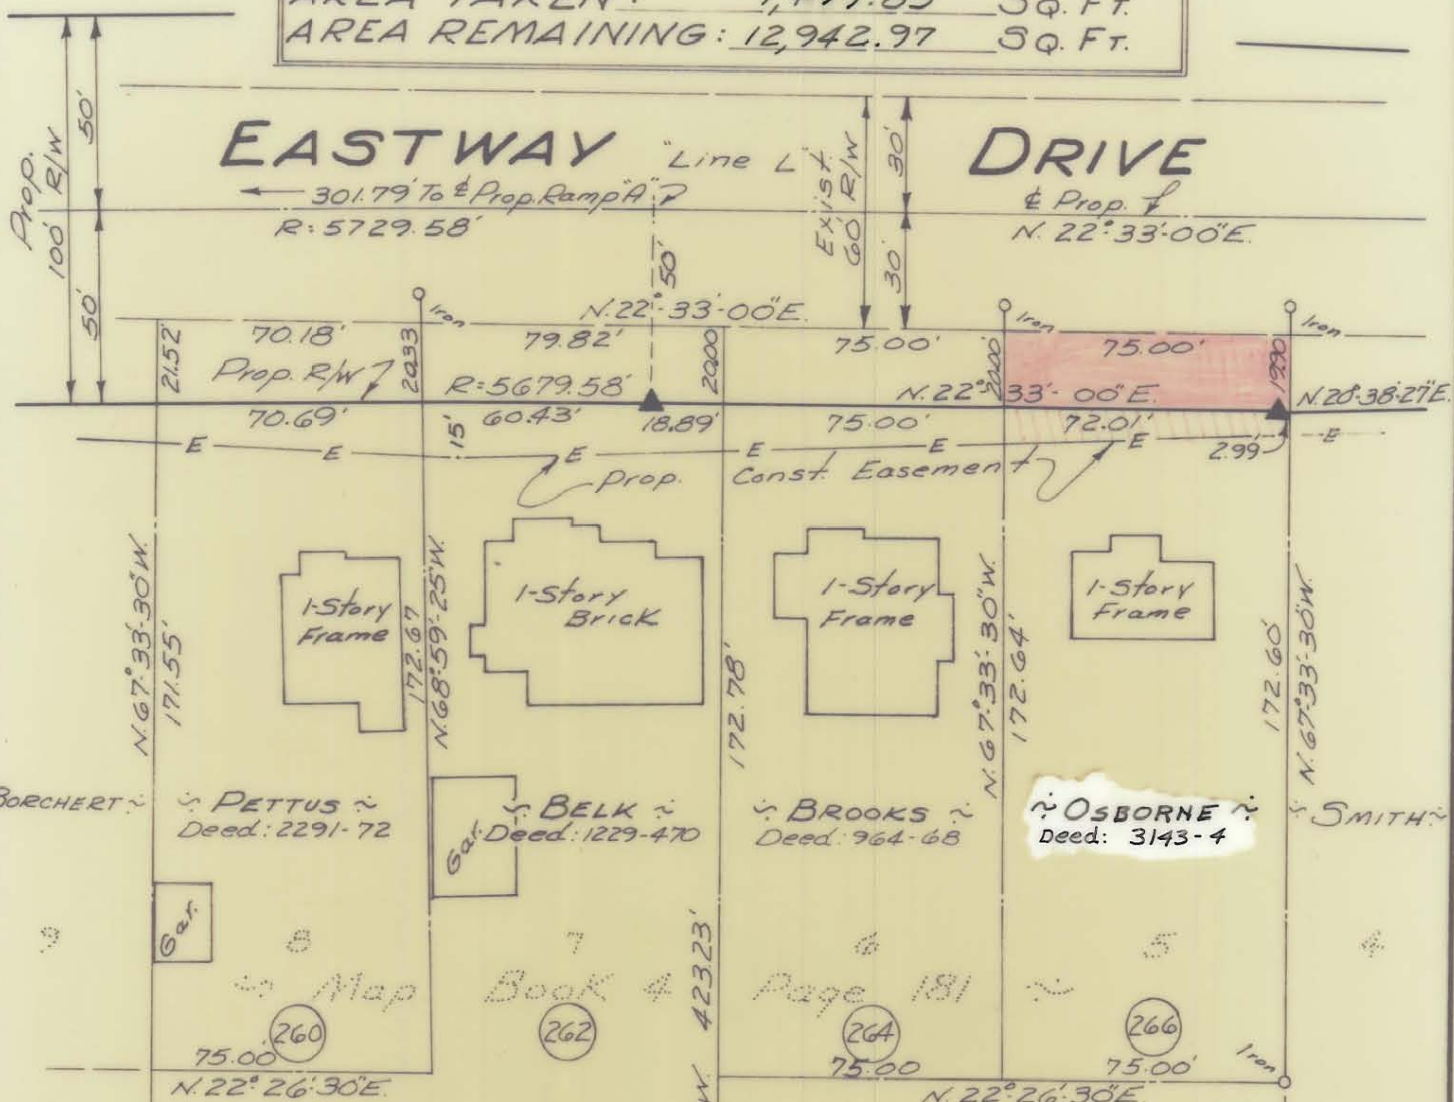 AREA TAKEN:
SQ. FT.
AREA REMAINING: 12,942.97 SQ. FT.
Prop.
100' R/W
50'
50'
EASTWAY "Line L" DRIVE
Exist.
60' R/W
30'
30'
301.79' To ℄ Prop. Ramp "A"
R=5729.58'
℄ Prop.
N. 22°-33'-00"E.
50'
N. 22°-33'-00"E.
Iron
Iron
Iron
21.52'
70.18'
20.33
79.82'
20.00'
75.00'
20.00'
75.00'
19.90'
Prop. R/W
R=5679.58'
N. 22°-33'-00"E.
N. 20°-38'-27"E.
70.69'
15'
60.43'
18.89'
75.00'
72.01'
2.99'
E E E E E E E
Prop. Const. Easement
1-Story
Frame
1-Story
Brick
1-Story
Frame
1-Story
Frame
N. 67°-33'-30"W.
171.55'
172.67
N. 68°-59'-25"W.
172.78'
N. 67°-33'-30"W.
172.64'
172.60'
N. 67°-33'-30"W.
BORCHERT
PETTUS
Deed: 2291-72
BELK
Deed: 1229-470
BROOKS
Deed: 964-68
OSBORNE
Deed: 3143-4
SMITH
Gar.
Gar.
9 8 7 6 5 4
Map Book 4 Page 181
423.23'
W.
260
262
264
266
75.00'
75.00
75.00'
Iron
N. 22°-26'-30"E.
N. 22°-26'-30"E.